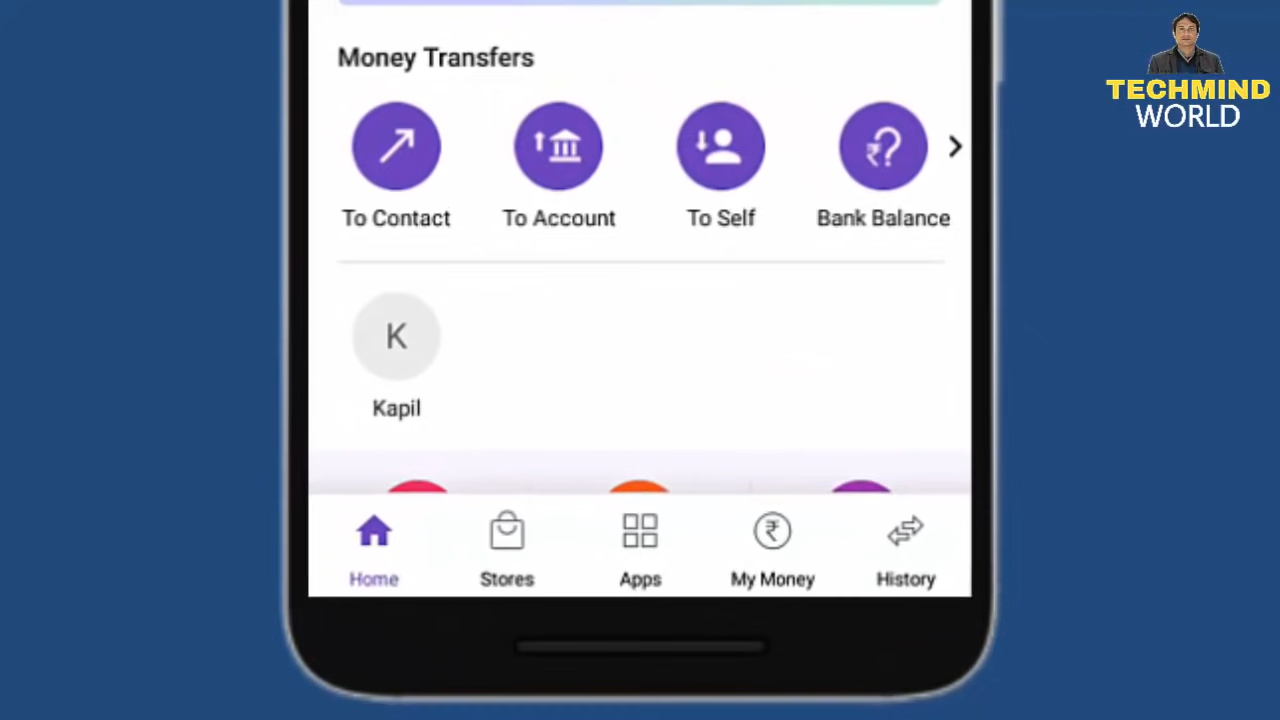 TECHMIND
WORLD
Money Transfers
To Contact
To Account
To Self
Bank Balance
K
Kapil
Home
Stores
Apps
My Money
History